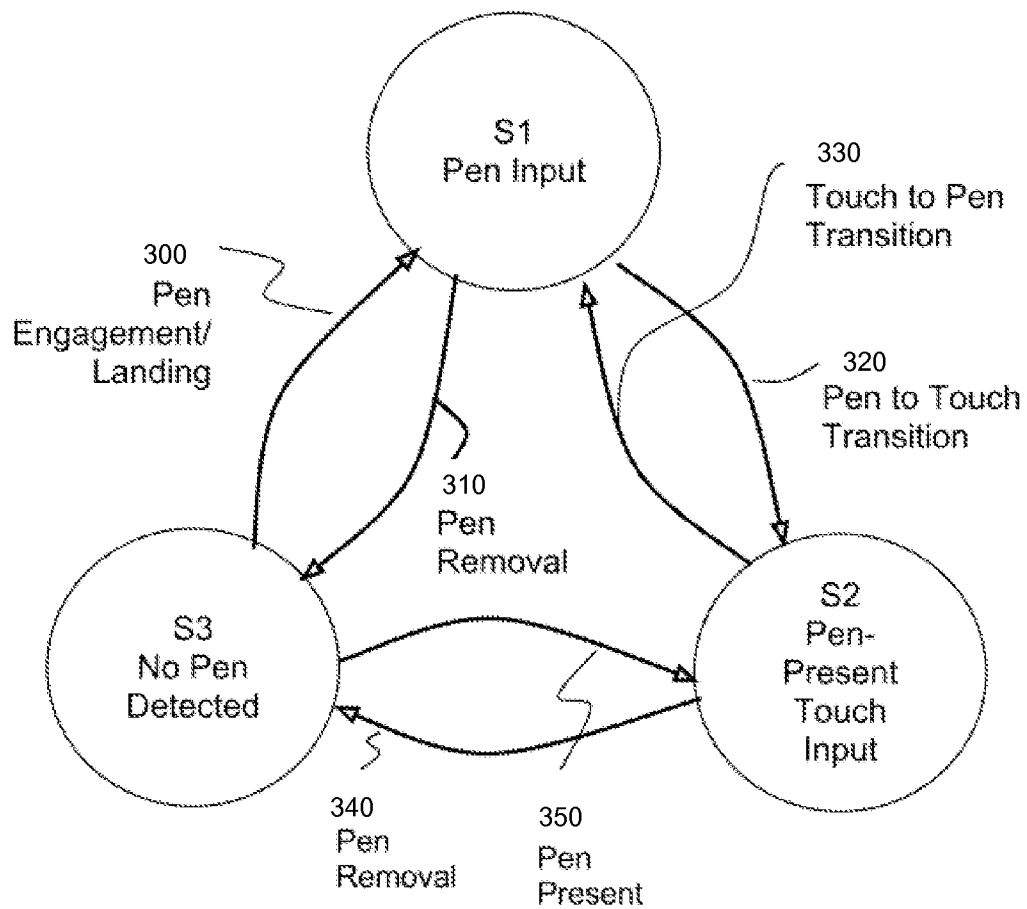 S1
Pen Input
330
Touch to Pen
Transition
300
Pen
Engagement/
Landing
320
Pen to Touch
Transition
310
Pen
Removal
S3
No Pen
Detected
S2
Pen-
Present
Touch
Input
340
Pen
Removal
350
Pen
Present